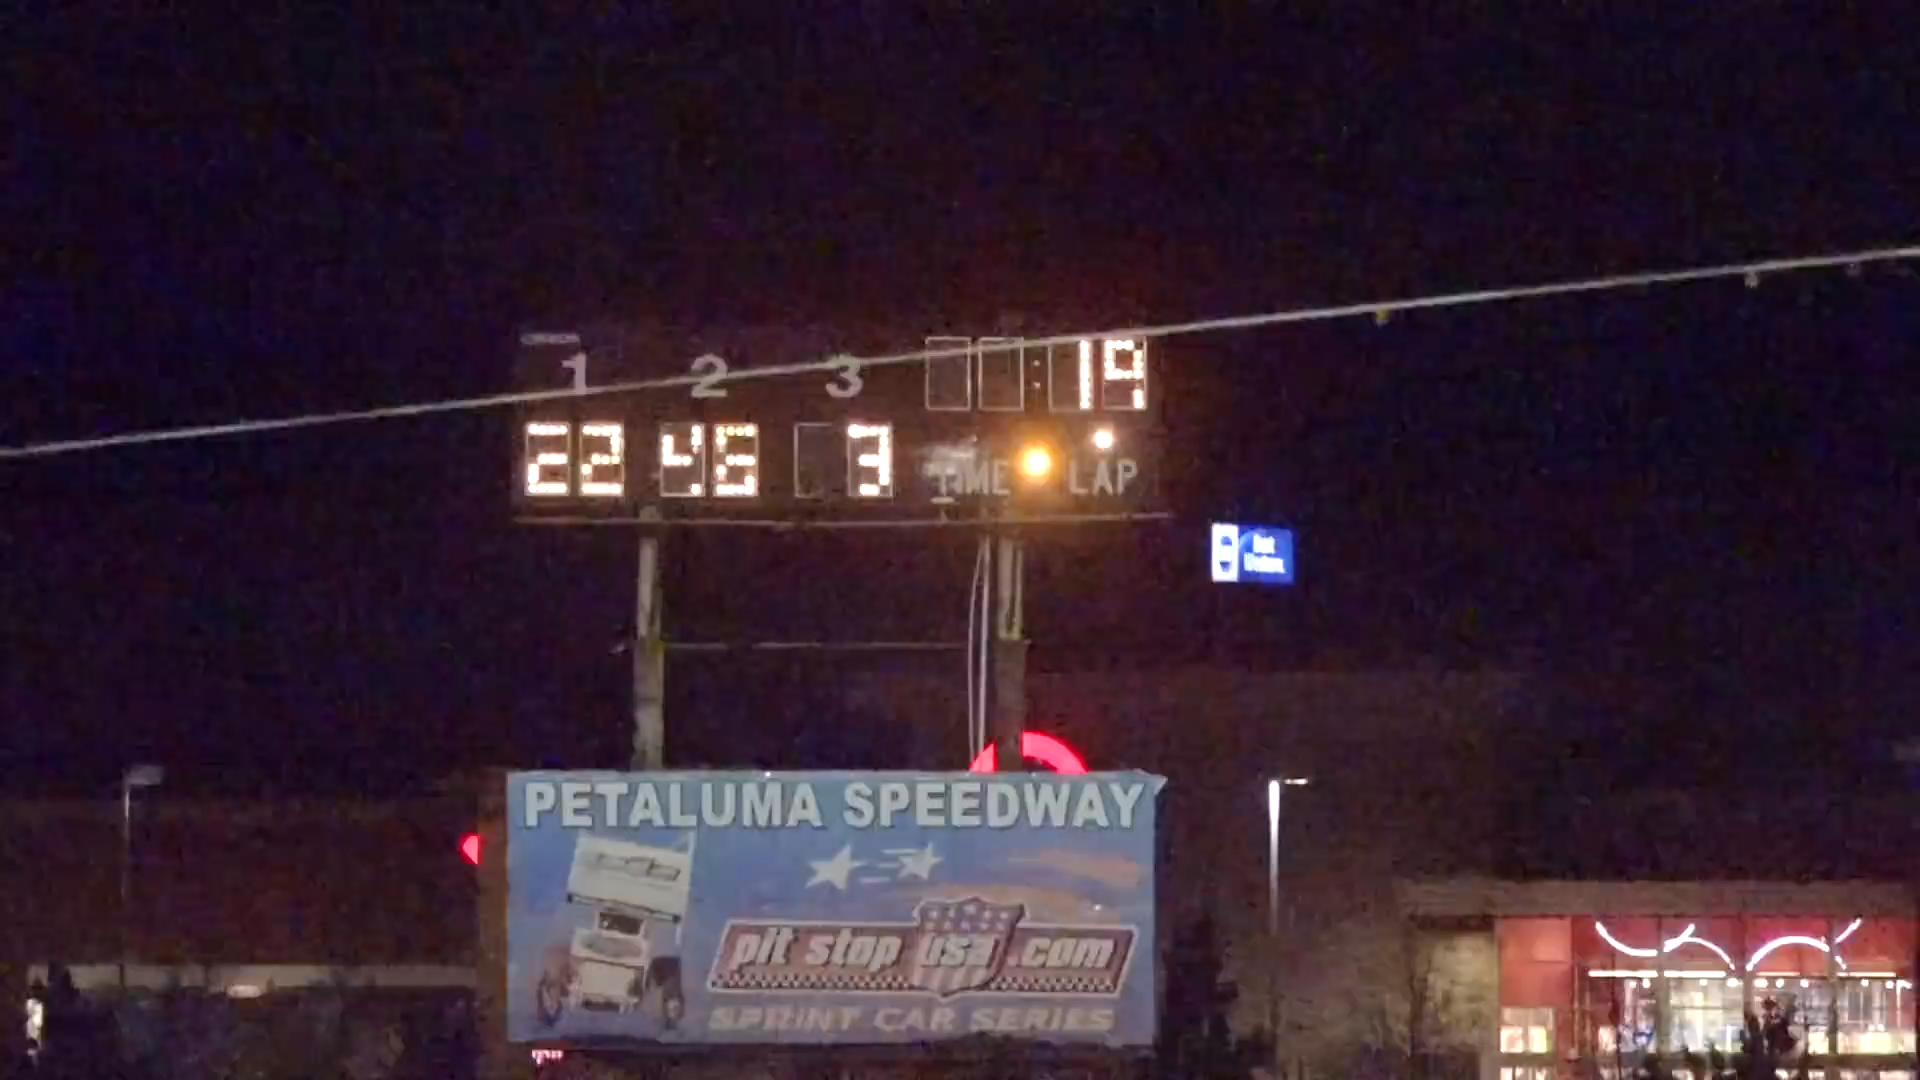 1 2 3 19
22 45 3 TIME LAP
PETALUMA SPEEDWAY
pit stop usa .com
SPRINT CAR SERIES